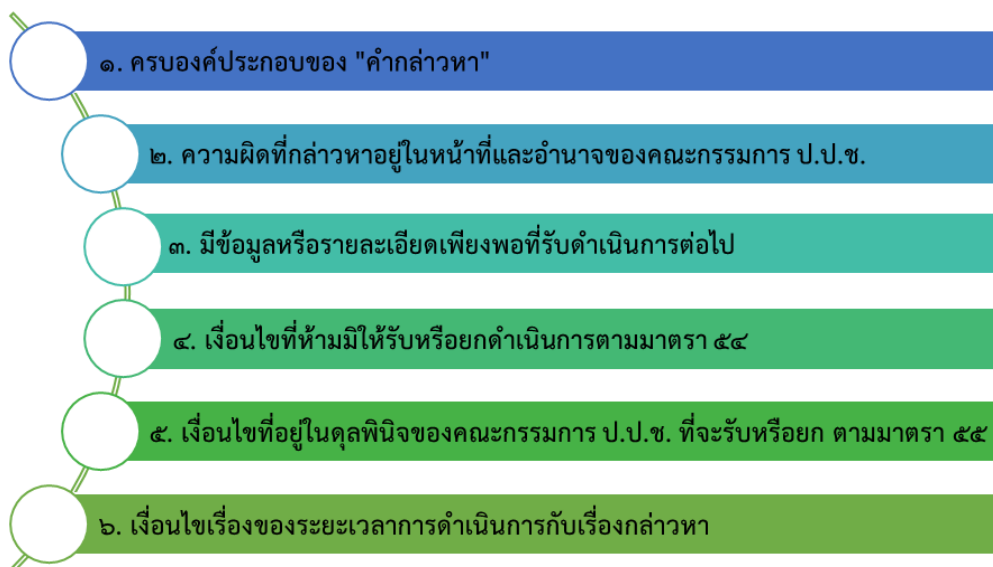 ๑. ครบองค์ประกอบของ "คำกล่าวหา"
๒. ความผิดที่กล่าวหาอยู่ในหน้าที่และอำนาจของคณะกรรมการ ป.ป.ช.
๓. มีข้อมูลหรือรายละเอียดเพียงพอที่รับดำเนินการต่อไป
๔. เงื่อนไขที่ห้ามมิให้รับหรือยกดำเนินการตามมาตรา ๕๔
๕. เงื่อนไขที่อยู่ในดุลพินิจของคณะกรรมการ ป.ป.ช. ที่จะรับหรือยก ตามมาตรา ๕๕
๖. เงื่อนไขเรื่องของระยะเวลาการดำเนินการกับเรื่องกล่าวหา